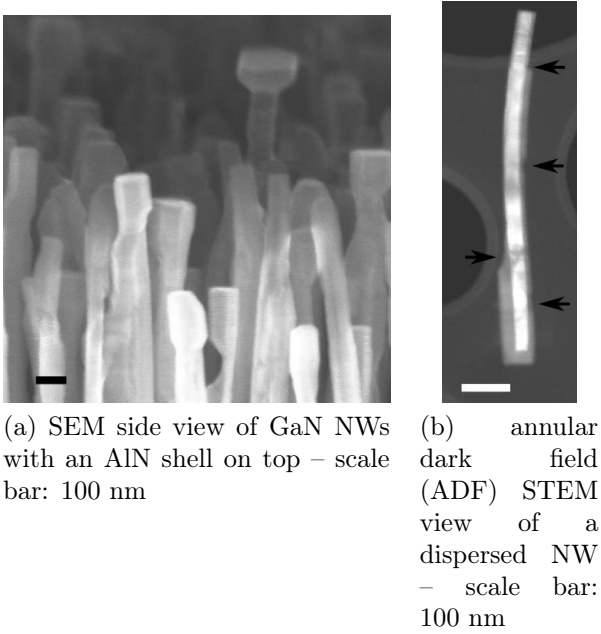 (a) SEM side view of GaN NWs
with an AlN shell on top – scale
bar: 100 nm
(b) annular
dark field
(ADF) STEM
view of a
dispersed NW
– scale bar:
100 nm